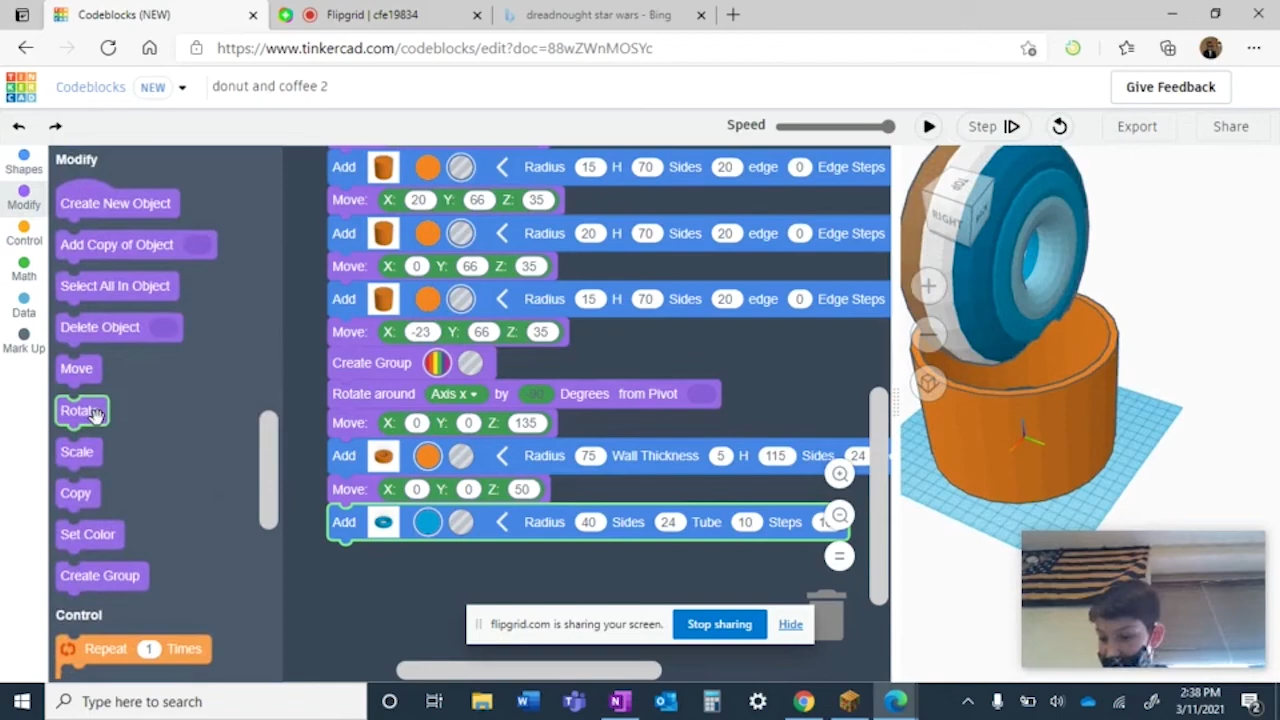 Codeblocks (NEW)
Flipgrid | cfe19834
dreadnought star wars - Bing
https://www.tinkercad.com/codeblocks/edit?doc=88wZWnMOSYc
TIN
KER
CAD
Codeblocks NEW donut and coffee 2 Give Feedback
Speed Step Export Share
Shapes
Modify
Control
Math
Data
Mark Up
Modify
Create New Object
Add Copy of Object
Select All In Object
Delete Object
Move
Rotate
Scale
Copy
Set Color
Create Group
Control
Repeat 1 Times
Add Radius 15 H 70 Sides 20 edge 0 Edge Steps
Move: X: 20 Y: 66 Z: 35
Add Radius 20 H 70 Sides 20 edge 0 Edge Steps
Move: X: 0 Y: 66 Z: 35
Add Radius 15 H 70 Sides 20 edge 0 Edge Steps
Move: X: -23 Y: 66 Z: 35
Create Group
Rotate around Axis x by -90 Degrees from Pivot
Move: X: 0 Y: 0 Z: 135
Add Radius 75 Wall Thickness 5 H 115 Sides 24
Move: X: 0 Y: 0 Z: 50
Add Radius 40 Sides 24 Tube 10 Steps
TOP
RIGHT
flipgrid.com is sharing your screen. Stop sharing Hide
Type here to search
2:38 PM
3/11/2021
2